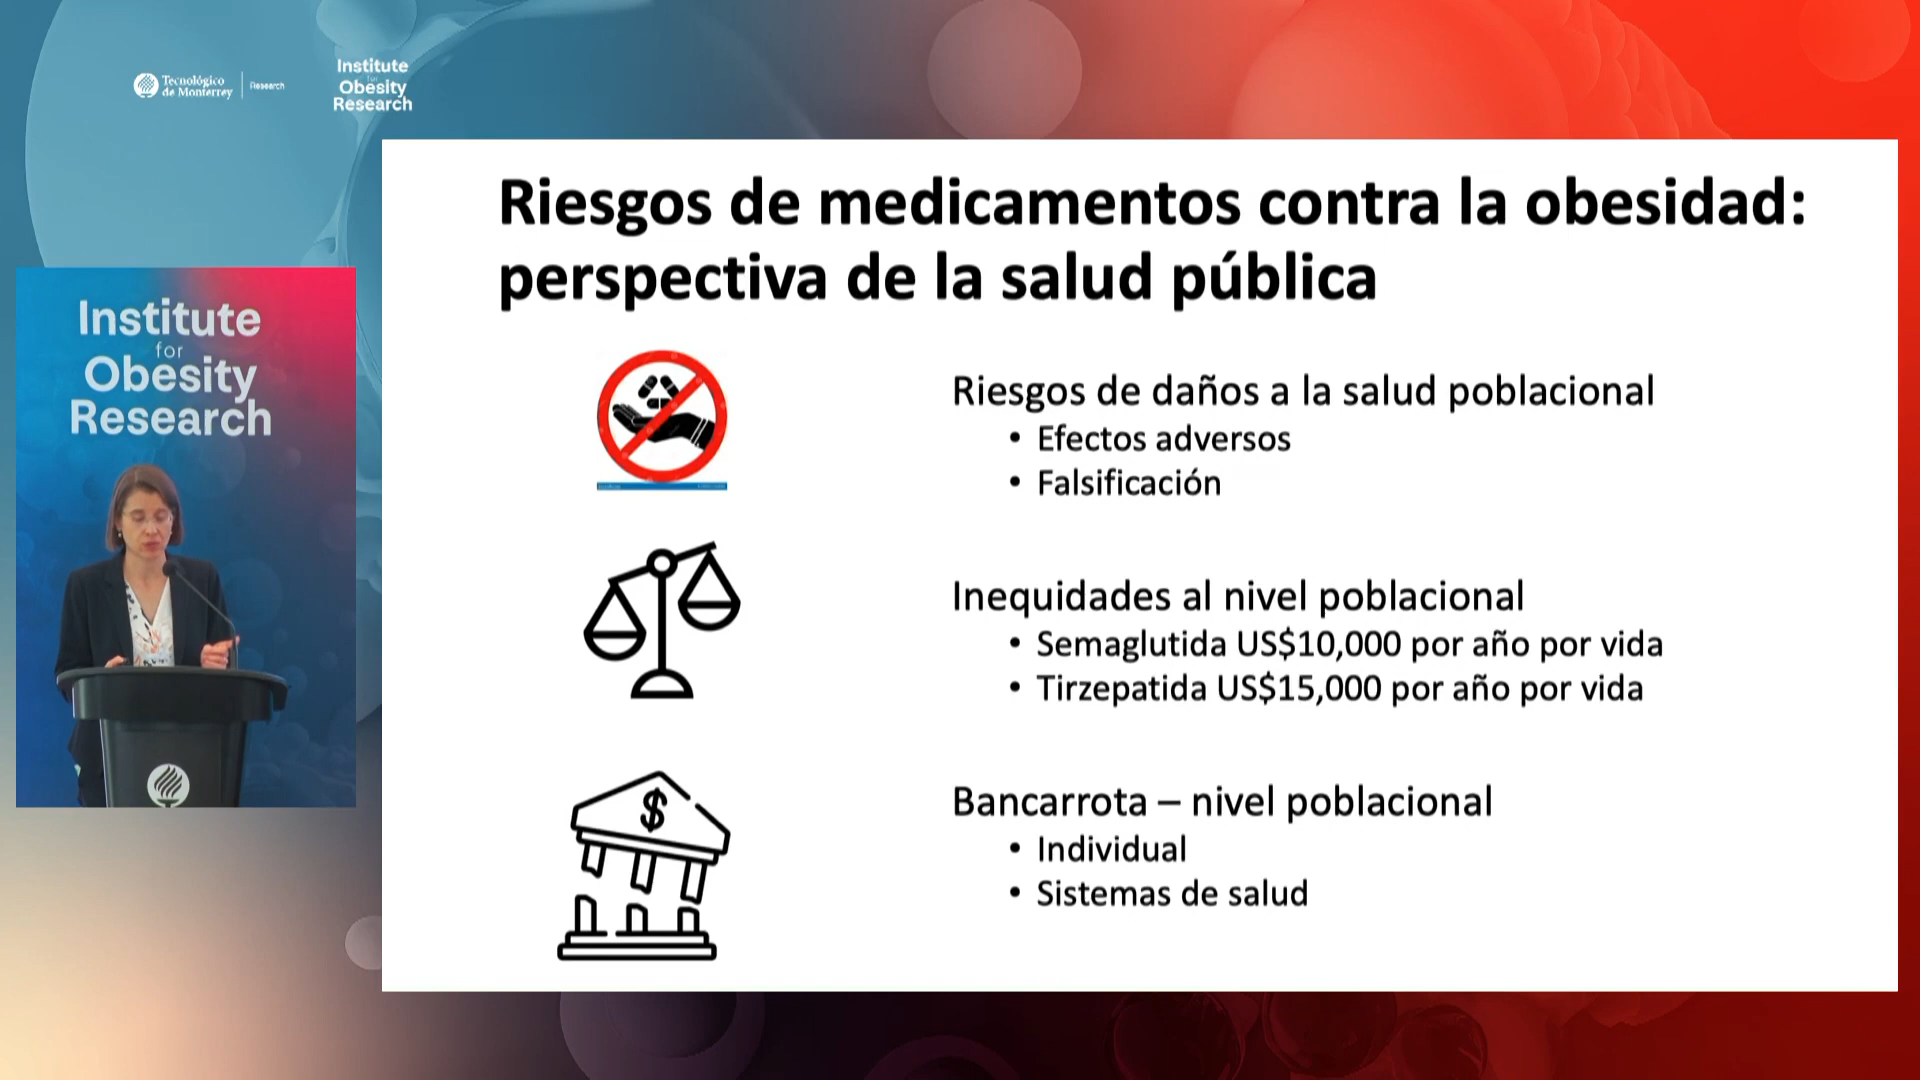 Tecnológico
de Monterrey
Research
Institute
for
Obesity
Research
Riesgos de medicamentos contra la obesidad:
perspectiva de la salud pública
Institute
for
Obesity
Research
Riesgos de daños a la salud poblacional
• Efectos adversos
• Falsificación
Inequidades al nivel poblacional
• Semaglutida US$10,000 por año por vida
• Tirzepatida US$15,000 por año por vida
$
Bancarrota – nivel poblacional
• Individual
• Sistemas de salud